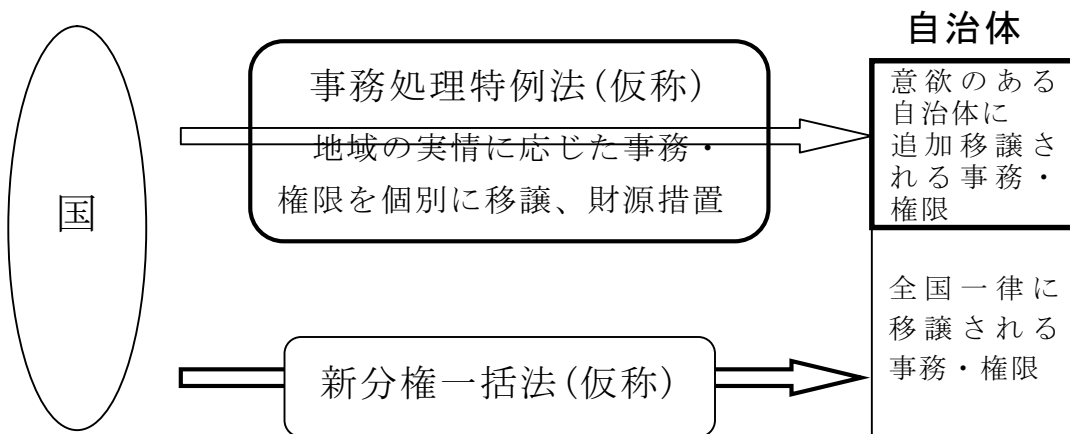 自治体
国
事務処理特例法(仮称)
地域の実情に応じた事務・
権限を個別に移譲、財源措置
意欲のある
自治体に
追加移譲さ
れる事務・
権限
新分権一括法(仮称)
全国一律に
移譲される
事務・権限